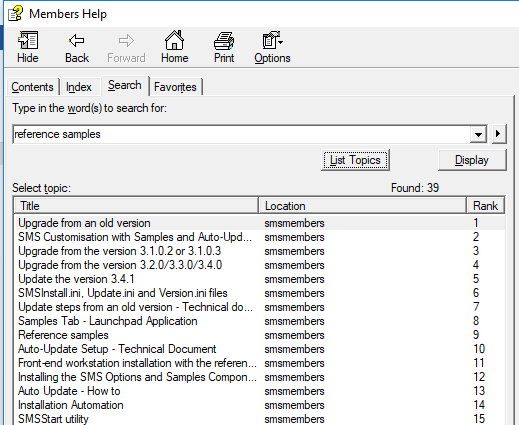 Members Help
Hide Back Forward Home Print Options
Contents Index Search Favorites
Type in the word(s) to search for:
reference samples
List Topics Display
Select topic: Found: 39
Title Location Rank
Upgrade from an old version smsmembers 1
SMS Customisation with Samples and Auto-Upd... smsmembers 2
Upgrade from the version 3.1.0.2 or 3.1.0.3 smsmembers 3
Upgrade from the version 3.2.0/3.3.0/3.4.0 smsmembers 4
Update the version 3.4.1 smsmembers 5
SMSInstall.ini, Update.ini and Version.ini files smsmembers 6
Update steps from an old version - Technical do... smsmembers 7
Samples Tab - Launchpad Application smsmembers 8
Reference samples smsmembers 9
Auto-Update Setup - Technical Document smsmembers 10
Front-end workstation installation with the referen... smsmembers 11
Installing the SMS Options and Samples Compon... smsmembers 12
Auto Update - How to smsmembers 13
Installation Automation smsmembers 14
SMSStart utility smsmembers 15